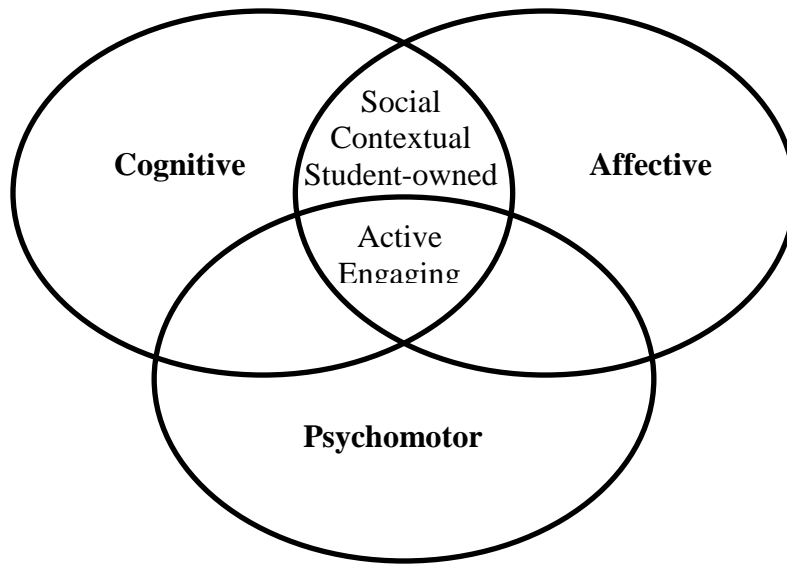 Social
Contextual
Cognitive
Student-owned
Affective
Active
Engaging
Psychomotor